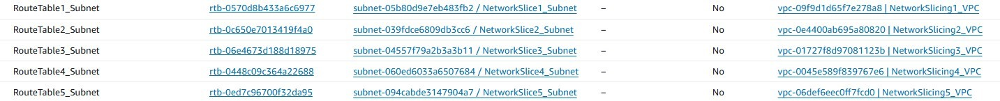 RouteTable1_Subnet rtb-0570d8b433a6c6977 subnet-05b80d9e7eb483fb2 / NetworkSlice1_Subnet – No vpc-09f9d1d65f7e278a8 | NetworkSlicing1_VPC
RouteTable2_Subnet rtb-0c650e7013419f4a0 subnet-039fdce6809db3cc6 / NetworkSlice2_Subnet – No vpc-0e4400ab695a80820 | NetworkSlicing2_VPC
RouteTable3_Subnet rtb-06e4673d188d18975 subnet-04557f79a2b3a3b11 / NetworkSlice3_Subnet – No vpc-01727f8d97081123b | NetworkSlicing3_VPC
RouteTable4_Subnet rtb-0448c09c364a22688 subnet-060ed6033a6507684 / NetworkSlice4_Subnet – No vpc-0045e589f839767e6 | NetworkSlicing4_VPC
RouteTable5_Subnet rtb-0ed7c96700f32da95 subnet-094cabde3147904a7 / NetworkSlice5_Subnet – No vpc-06def6eec0ff7fcd0 | NetworkSlicing5_VPC